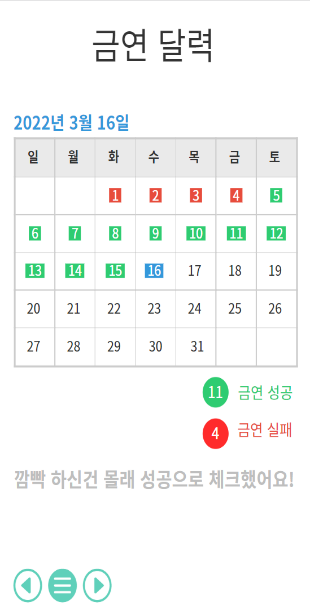 금연 달력
2022년 3월 16일
일 월 화 수 목 금 토
1 2 3 4 5
6 7 8 9 10 11 12
13 14 15 16 17 18 19
20 21 22 23 24 25 26
27 28 29 30 31
11 금연 성공
4 금연 실패
깜빡 하신건 몰래 성공으로 체크했어요!